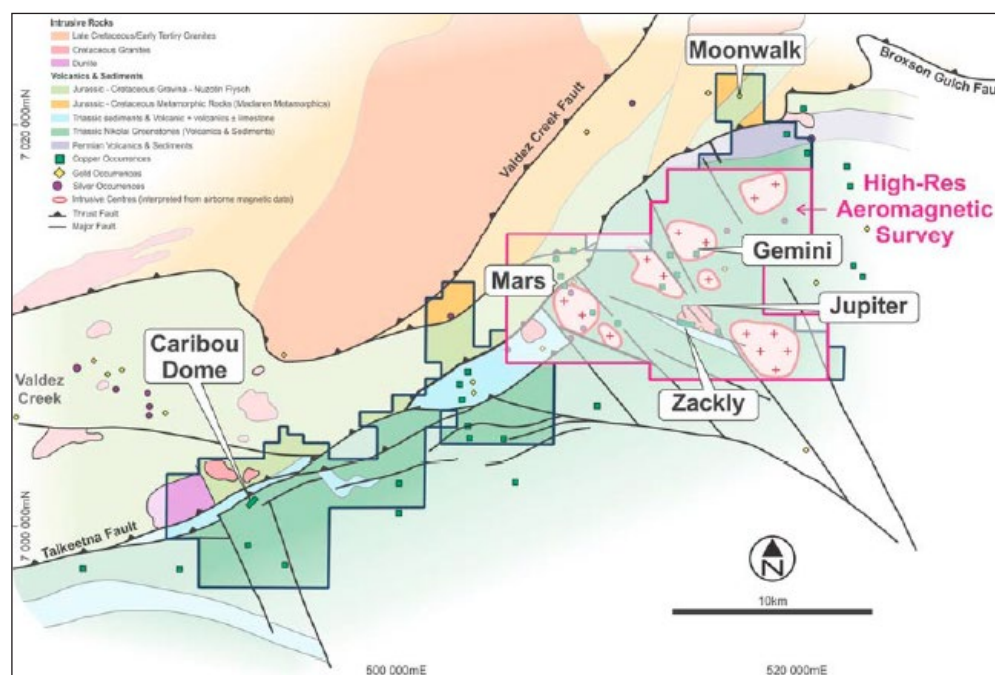 Intrusive Rocks
Late Cretaceous/Early Tertiry Granites
Cretaceous Granites
Dunite
Volcanics & Sediments
Jurassic - Cretaceous Gravina - Nuzotin Flysch
Jurassic - Cretaceous Metamorphic Rocks (Maclaren Metamorphics)
Triassic sediments & Volcanic + volcanics ± limestone
Triassic Nikolai Greenstones (Volcanics & Sediments)
Permian Volcanics & Sediments
Copper Occurrences
Gold Occurrences
Silver Occurrences
Intrusive Centres (interpreted from airborne magnetic data)
Thrust Fault
Major Fault
Moonwalk
Broxson Gulch Fau
Valdez Creek Fault
7 020 000mN
High-Res
Aeromagnetic
Survey
Gemini
Mars
Jupiter
Caribou
Dome
Valdez
Creek
Zackly
7 000 000mN
Talkeetna Fault
N
10km
500 000mE
520 000mE